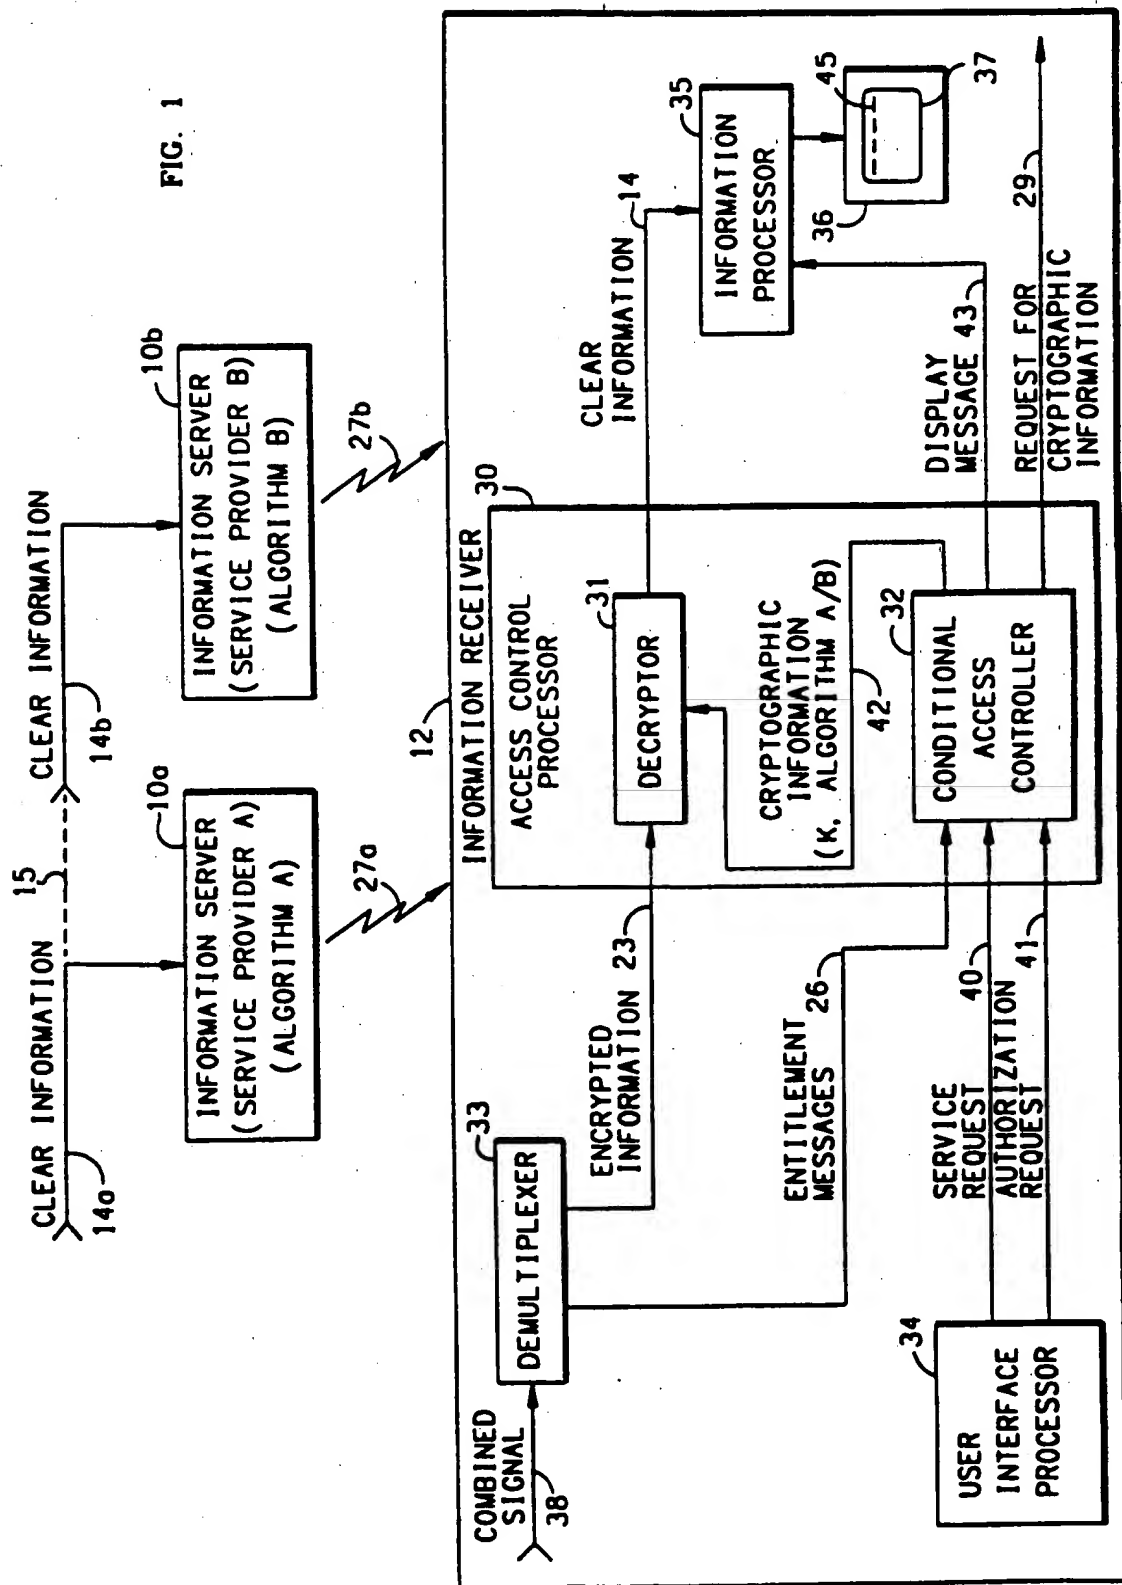 FIG. 1
CLEAR INFORMATION
14a
15
CLEAR INFORMATION
14b
10a
INFORMATION SERVER
(SERVICE PROVIDER A)
(ALGORITHM A)
27a
10b
INFORMATION SERVER
(SERVICE PROVIDER B)
(ALGORITHM B)
27b
12
INFORMATION RECEIVER
COMBINED
SIGNAL
38
33
DEMULTIPLEXER
ENCRYPTED
INFORMATION 23
ENTITLEMENT
MESSAGES
26
34
USER
INTERFACE
PROCESSOR
SERVICE
REQUEST
40
AUTHORIZATION
REQUEST
41
30
ACCESS CONTROL
PROCESSOR
31
DECRYPTOR
CRYPTOGRAPHIC
INFORMATION
(K, ALGORITHM A/B)
42
32
CONDITIONAL
ACCESS
CONTROLLER
CLEAR
INFORMATION
14
35
INFORMATION
PROCESSOR
36
45
37
DISPLAY
MESSAGE 43
REQUEST FOR
CRYPTOGRAPHIC
INFORMATION
29